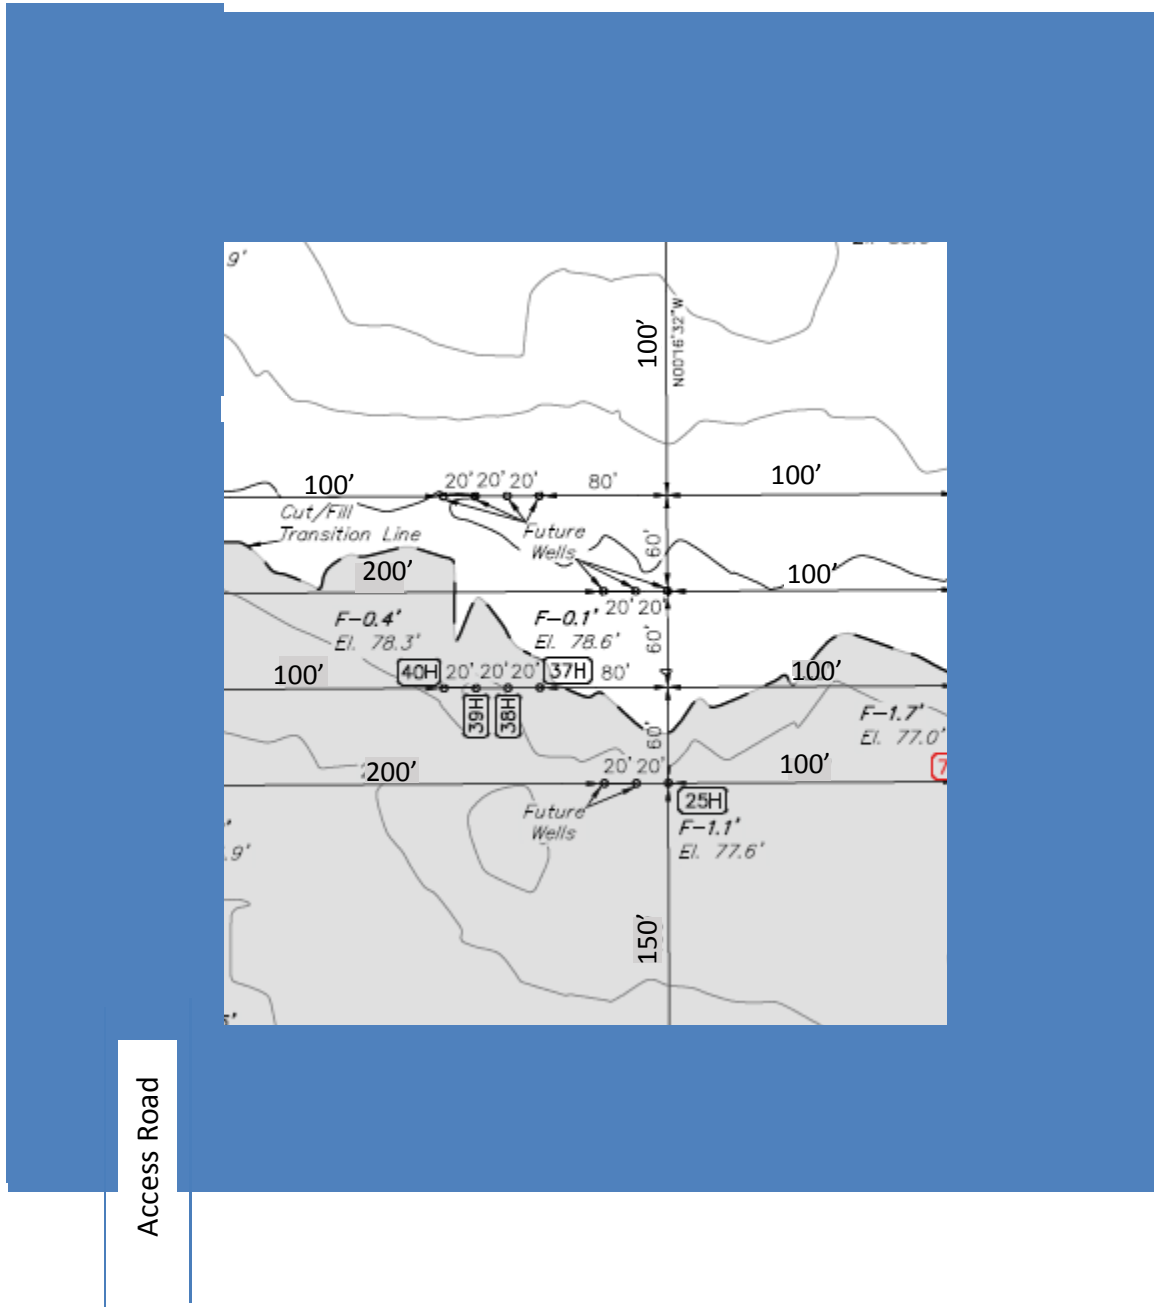 9'
100'
N00°16'32"W
20' 20' 20' 80'
100'
100'
Cut/Fill
Transition Line
Future
Wells
60'
200'
100'
20' 20'
F-0.4'
El. 78.3'
F-0.1'
El. 78.6'
60'
100'
40H
20' 20' 20'
37H
80'
100'
39H
38H
F-1.7'
El. 77.0'
60'
200'
20' 20'
100'
7
25H
Future
Wells
F-1.1'
El. 77.6'
.9'
150'
Access Road